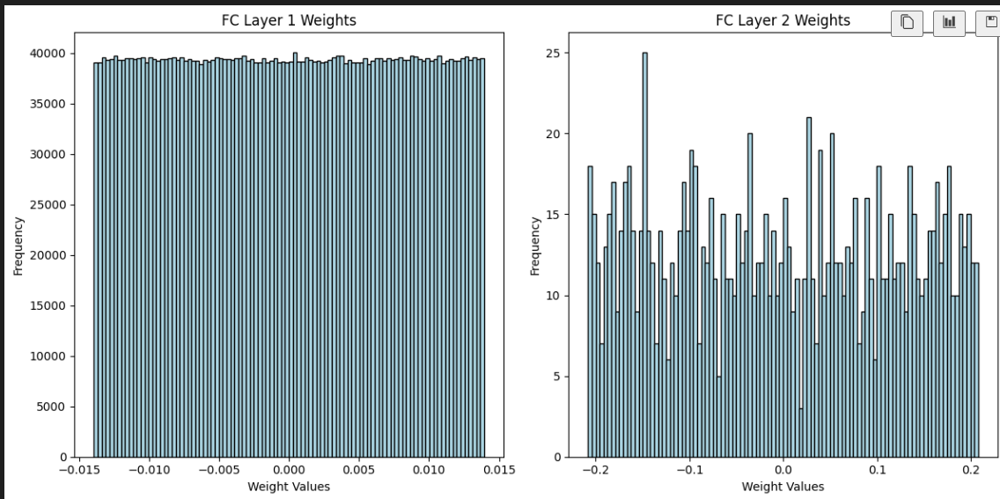 FC Layer 1 Weights
40000
35000
30000
25000
20000
15000
10000
5000
0
Frequency
−0.015 −0.010 −0.005 0.000 0.005 0.010 0.015
Weight Values
FC Layer 2 Weights
25
20
15
10
5
0
Frequency
−0.2 −0.1 0.0 0.1 0.2
Weight Values